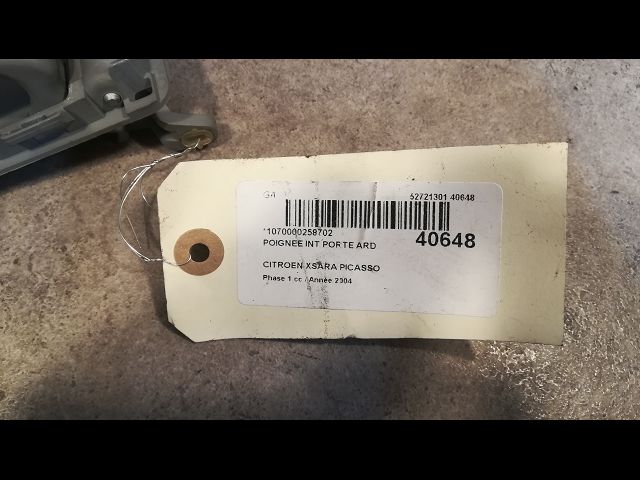 G4 52721301 40648
*1070000258702
POIGNEE INT PORTE ARD 40648
CITROEN XSARA PICASSO
Phase 1 cc / Année 2004